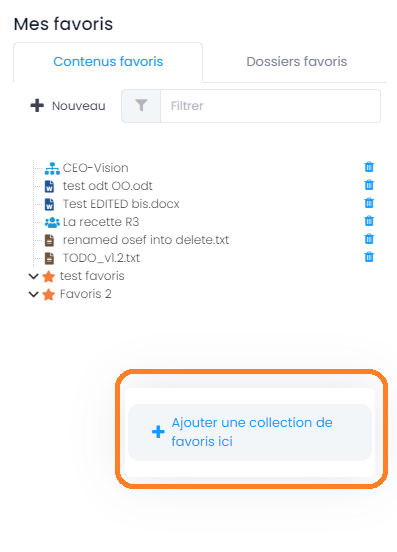 Mes favoris
Contenus favoris
Dossiers favoris
Nouveau
Filtrer
CEO-Vision
test odt OO.odt
Test EDITED bis.docx
La recette R3
renamed osef into delete.txt
TODO_v1.2.txt
test favoris
Favoris 2
Ajouter une collection de
favoris ici